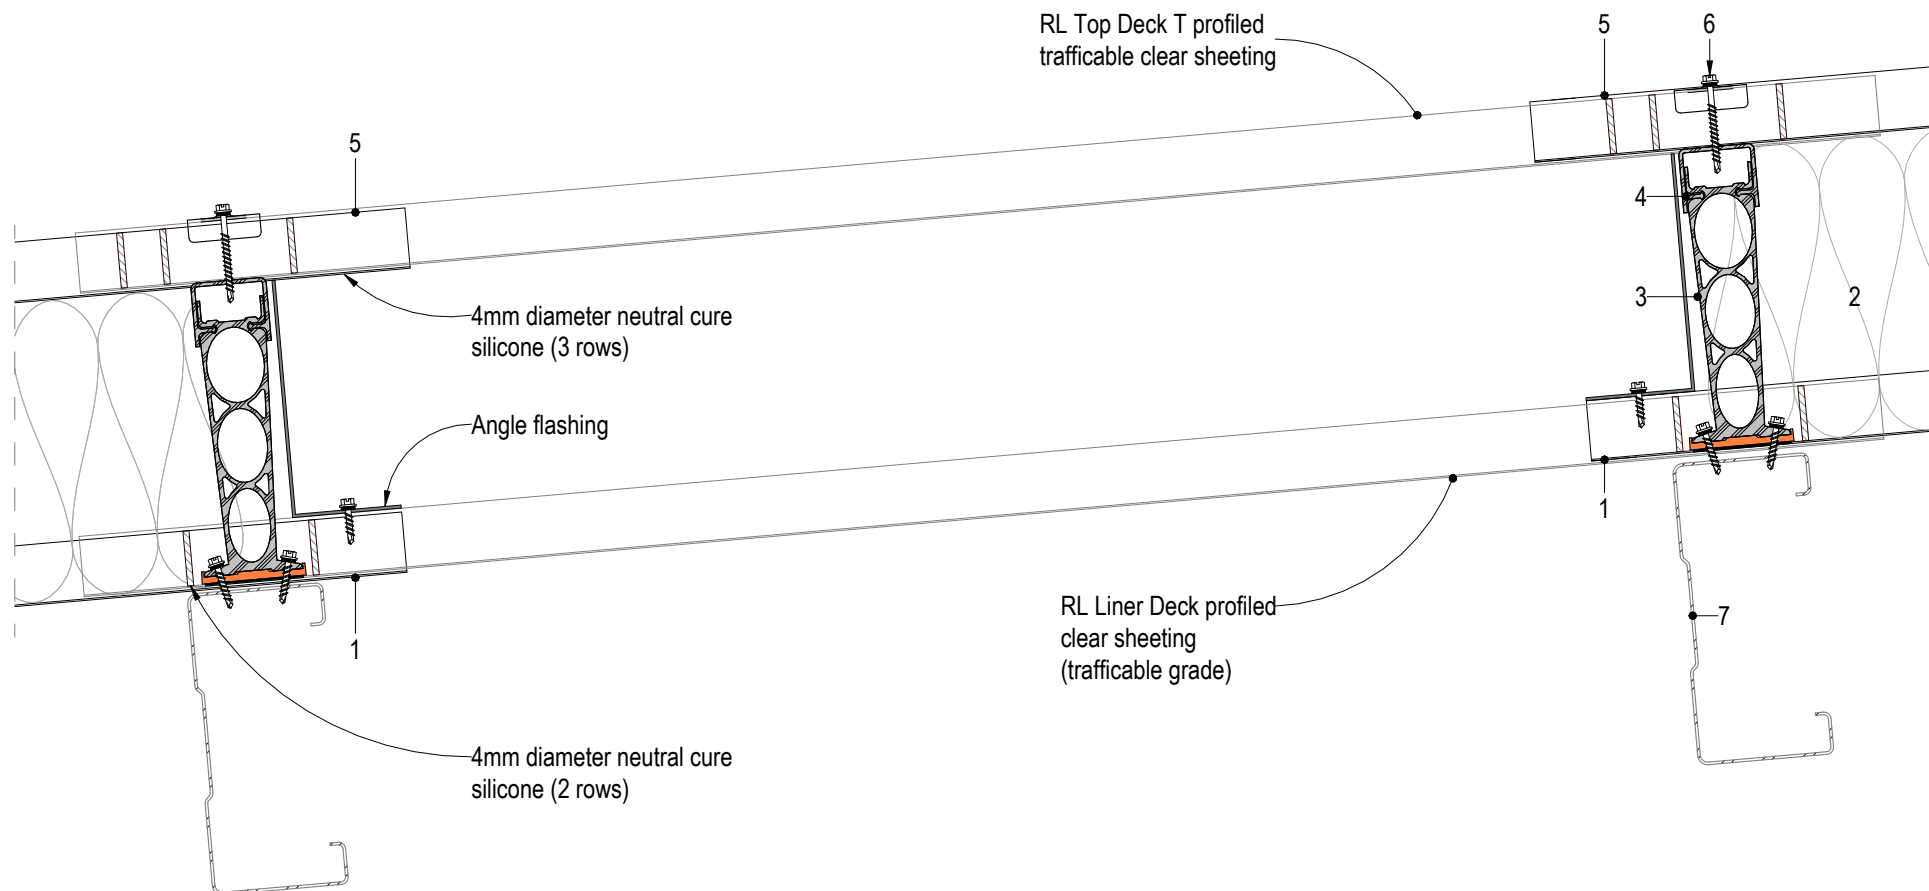 RL Top Deck T profiled
trafficable clear sheeting
5
6
5
4
3
2
4mm diameter neutral cure
silicone (3 rows)
Angle flashing
1
1
RL Liner Deck profiled
clear sheeting
(trafficable grade)
7
4mm diameter neutral cure
silicone (2 rows)